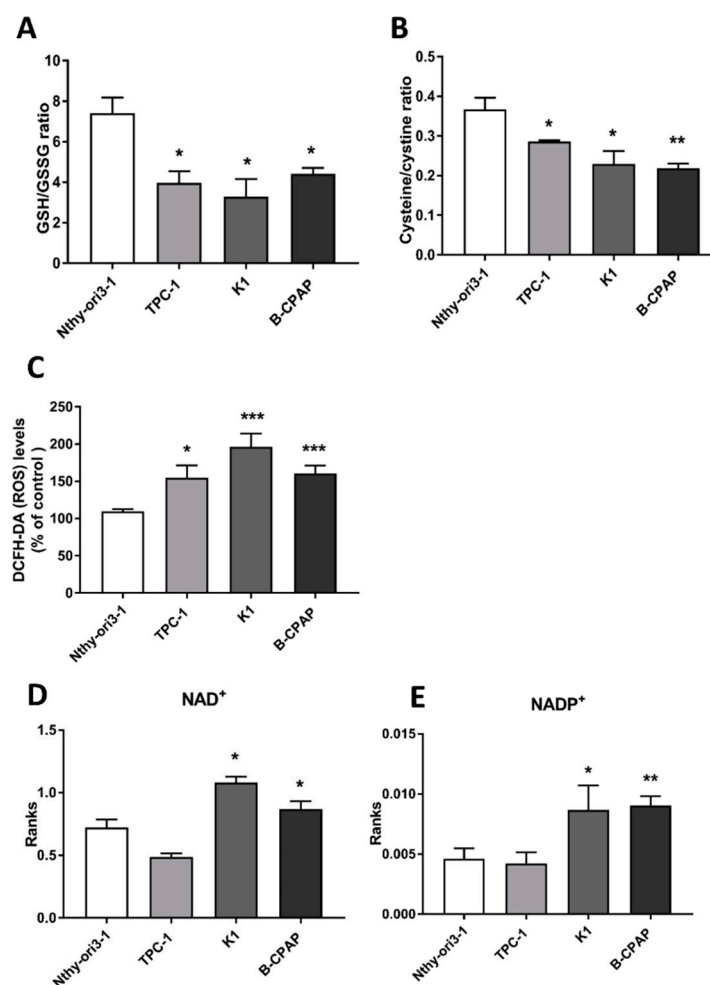 A
GSH/GSSG ratio
10
8
6
4
2
0
*
*
*
Nthy-ori3-1
TPC-1
K1
B-CPAP
B
Cysteine/cystine ratio
0.5
0.4
0.3
0.2
0.1
0.0
*
*
**
Nthy-ori3-1
TPC-1
K1
B-CPAP
C
DCFH-DA (ROS) levels
(% of control )
250
200
150
100
50
0
*
***
***
Nthy-ori3-1
TPC-1
K1
B-CPAP
D
NAD+
Ranks
1.5
1.0
0.5
0.0
*
*
Nthy-ori3-1
TPC-1
K1
B-CPAP
E
NADP+
Ranks
0.015
0.010
0.005
0.000
*
**
Nthy-ori3-1
TPC-1
K1
B-CPAP